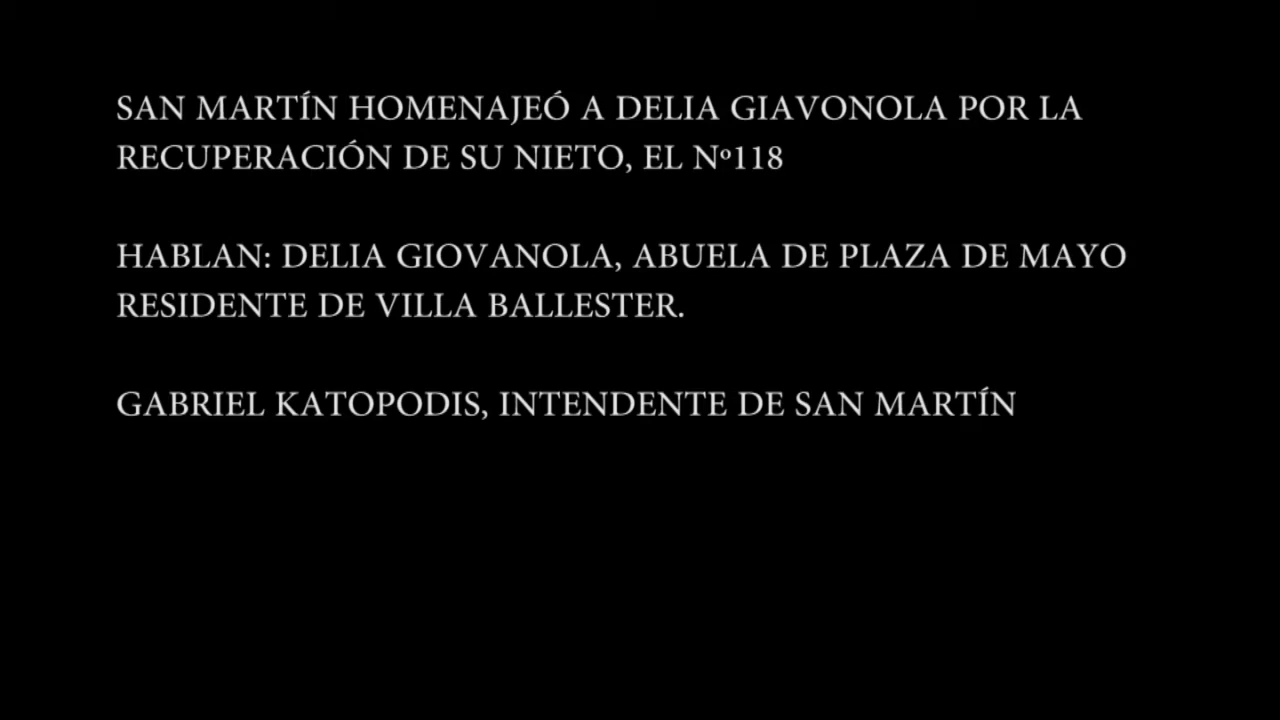 SAN MARTÍN HOMENAJEÓ A DELIA GIAVONOLA POR LA
RECUPERACIÓN DE SU NIETO, EL Nº118
HABLAN: DELIA GIOVANOLA, ABUELA DE PLAZA DE MAYO
RESIDENTE DE VILLA BALLESTER.
GABRIEL KATOPODIS, INTENDENTE DE SAN MARTÍN